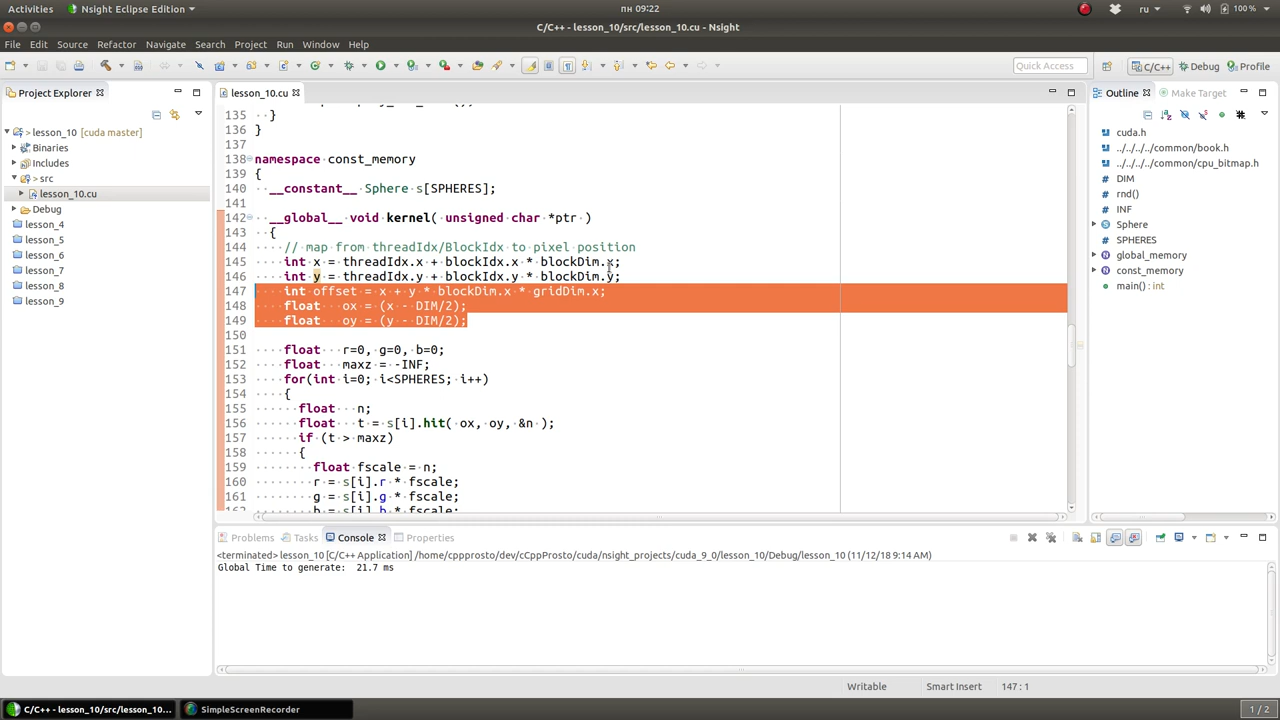 Activities
Nsight Eclipse Edition
пн 09:22
ru
100 %
C/C++ - lesson_10/src/lesson_10.cu - Nsight
File Edit Source Refactor Navigate Search Project Run Window Help
Quick Access
C/C++
Debug
Profile
Project Explorer
> lesson_10 [cuda master]
Binaries
Includes
> src
lesson_10.cu
Debug
lesson_4
lesson_5
lesson_6
lesson_7
lesson_8
lesson_9
lesson_10.cu
135 }
136 }
137
138 namespace const_memory
139 {
140 __constant__ Sphere s[SPHERES];
141
142 __global__ void kernel( unsigned char *ptr )
143 {
144 // map from threadIdx/BlockIdx to pixel position
145 int x = threadIdx.x + blockIdx.x * blockDim.x;
146 int y = threadIdx.y + blockIdx.y * blockDim.y;
147 int offset = x + y * blockDim.x * gridDim.x;
148 float ox = (x - DIM/2);
149 float oy = (y - DIM/2);
150
151 float r=0, g=0, b=0;
152 float maxz = -INF;
153 for(int i=0; i<SPHERES; i++)
154 {
155 float n;
156 float t = s[i].hit( ox, oy, &n );
157 if (t > maxz)
158 {
159 float fscale = n;
160 r = s[i].r * fscale;
161 g = s[i].g * fscale;
162 b = s[i].b * fscale;
Outline
Make Target
cuda.h
../../../../common/book.h
../../../../common/cpu_bitmap.h
DIM
rnd()
INF
Sphere
SPHERES
global_memory
const_memory
main() : int
Problems
Tasks
Console
Properties
<terminated> lesson_10 [C/C++ Application] /home/cppprosto/dev/cCppProsto/cuda/nsight_projects/cuda_9_0/lesson_10/Debug/lesson_10 (11/12/18 9:14 AM)
Global Time to generate: 21.7 ms
Writable
Smart Insert
147 : 1
C/C++ - lesson_10/src/lesson_10....
SimpleScreenRecorder
1 / 2